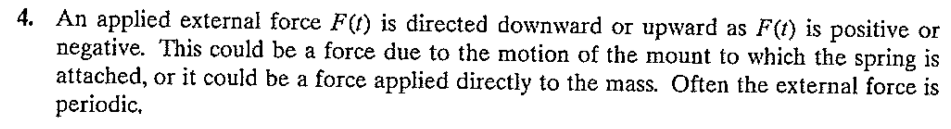 4. An applied external force F(t) is directed downward or upward as F(t) is positive or
negative. This could be a force due to the motion of the mount to which the spring is
attached, or it could be a force applied directly to the mass. Often the external force is
periodic.